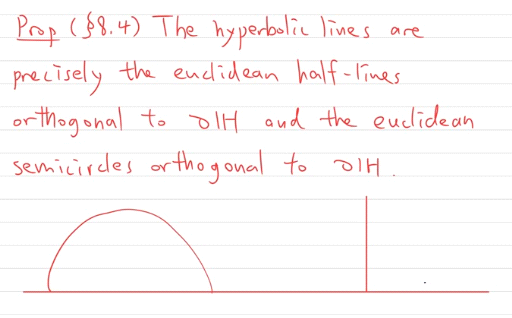 Prop (§8.4) The hyperbolic lines are
precisely the euclidean half-lines
orthogonal to ∂ℍ and the euclidean
semicircles orthogonal to ∂ℍ.